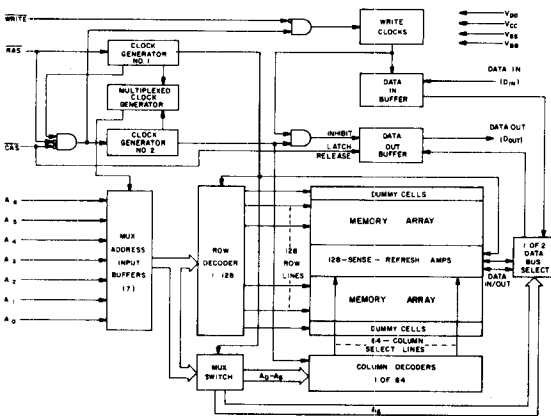 WRITE
RAS
CLOCK
GENERATOR
NO. 1
MULTIPLEXED
CLOCK
GENERATOR
CAS
CLOCK
GENERATOR
NO 2
WRITE
CLOCKS
VDD
VCC
VSS
VBB
DATA IN
(DIN)
DATA
IN
BUFFER
INHIBIT
LATCH
RELEASE
DATA
OUT
BUFFER
DATA OUT
(DOUT)
A6
A5
A4
A3
A2
A1
A0
MUX
ADDRESS
INPUT
BUFFERS
(7)
ROW
DECODER
1 128
128
ROW
LINES
DUMMY CELLS
MEMORY ARRAY
128-SENSE-REFRESH AMPS
MEMORY ARRAY
DUMMY CELLS
DATA
IN/OUT
1 OF 2
DATA
BUS
SELECT
64-COLUMN
SELECT LINES
MUX
SWITCH
A0-A5
COLUMN DECODERS
1 OF 64
A6